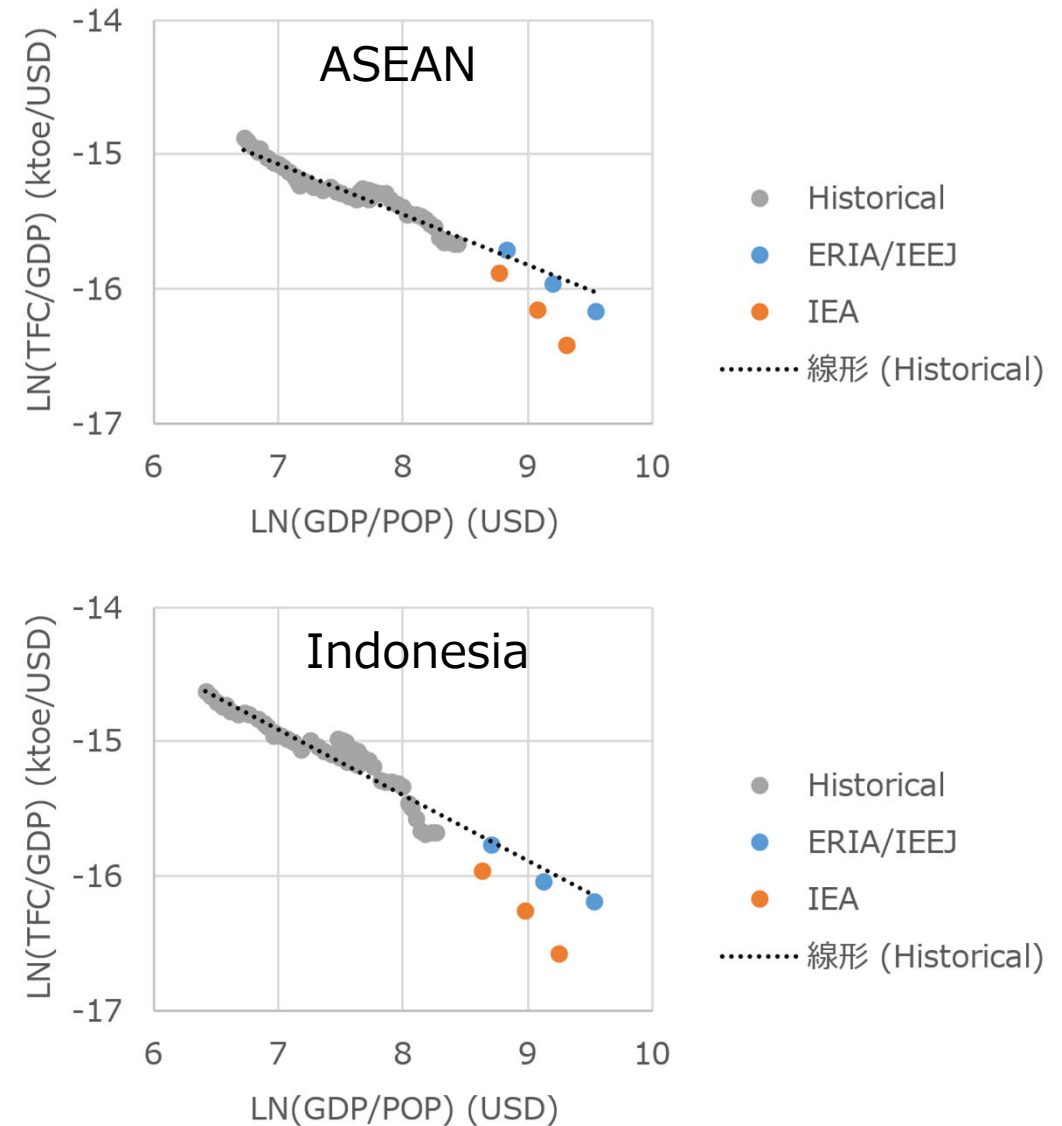 ASEAN
LN(TFC/GDP) (ktoe/USD)
-14
-15
-16
-17
6 7 8 9 10
LN(GDP/POP) (USD)
Historical
ERIA/IEEJ
IEA
線形 (Historical)
Indonesia
LN(TFC/GDP) (ktoe/USD)
-14
-15
-16
-17
6 7 8 9 10
LN(GDP/POP) (USD)
Historical
ERIA/IEEJ
IEA
線形 (Historical)